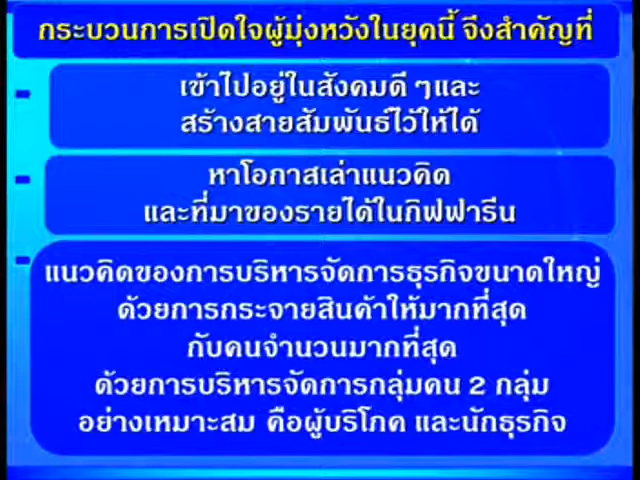 กระบวนการเปิดใจผู้มุ่งหวังในยุคนี้ จึงสำคัญที่
- เข้าไปอยู่ในสังคมดี ๆและ
สร้างสายสัมพันธ์ไว้ให้ได้
- หาโอกาสเล่าแนวคิด
และที่มาของรายได้ในกิฟฟารีน
- แนวคิดของการบริหารจัดการธุรกิจขนาดใหญ่
ด้วยการกระจายสินค้าให้มากที่สุด
กับคนจำนวนมากที่สุด
ด้วยการบริหารจัดการกลุ่มคน 2 กลุ่ม
อย่างเหมาะสม คือผู้บริโภค และนักธุรกิจ